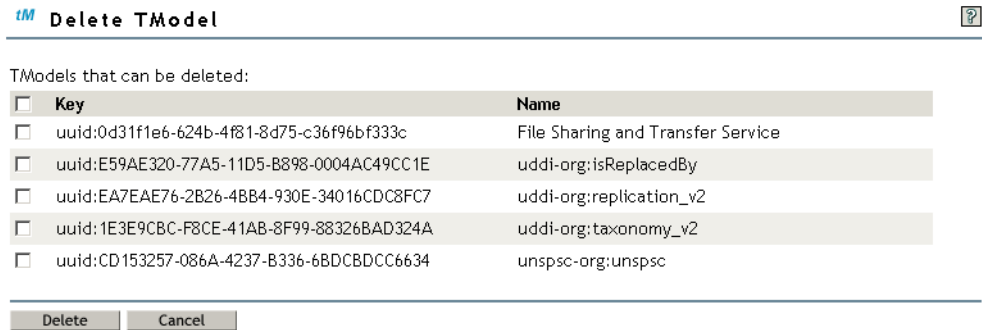 tM Delete TModel ?
TModels that can be deleted:
Key Name
uuid:0d31f1e6-624b-4f81-8d75-c36f96bf333c File Sharing and Transfer Service
uuid:E59AE320-77A5-11D5-B898-0004AC49CC1E uddi-org:isReplacedBy
uuid:EA7EAE76-2B26-4BB4-930E-34016CDC8FC7 uddi-org:replication_v2
uuid:1E3E9CBC-F8CE-41AB-8F99-88326BAD324A uddi-org:taxonomy_v2
uuid:CD153257-086A-4237-B336-6BDCBDCC6634 unspsc-org:unspsc
Delete Cancel